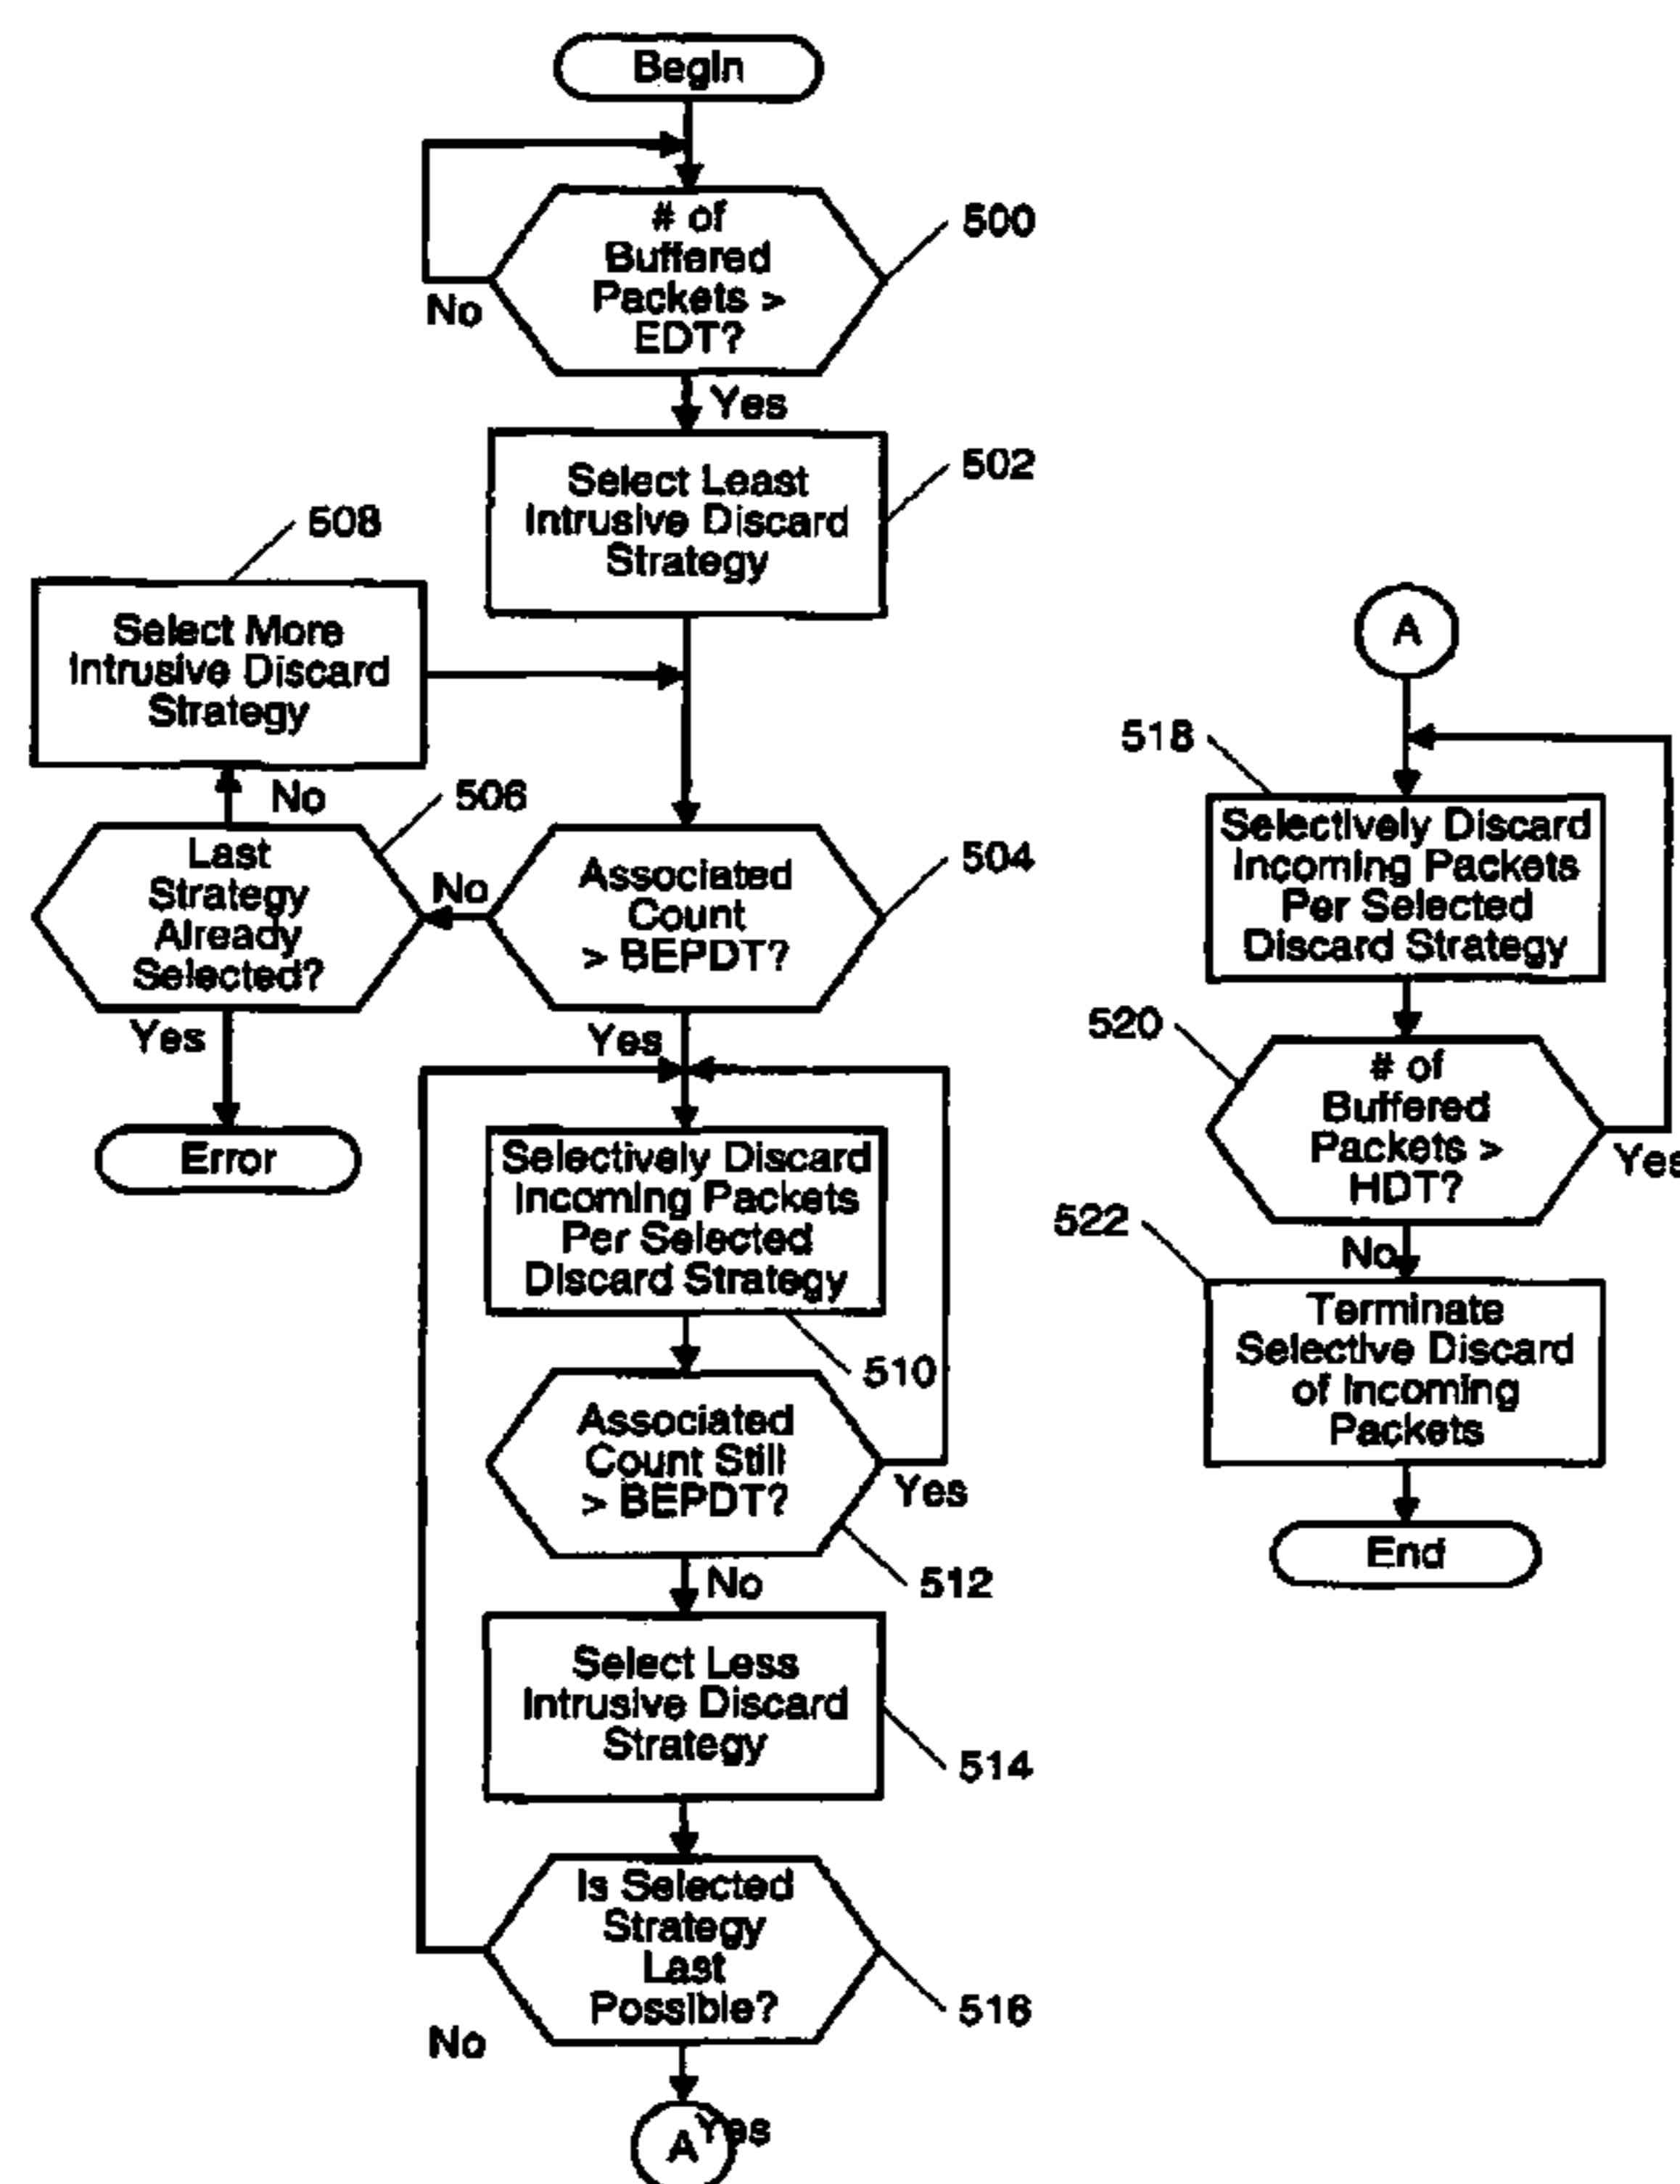 Begin
# of
Buffered
Packets >
EDT?
500
No
Yes
Select Least
Intrusive Discard
Strategy
502
508
Select More
Intrusive Discard
Strategy
No
506
Last
Strategy
Already
Selected?
No
Associated
Count
> BEPDT?
504
Yes
Error
Yes
Selectively Discard
Incoming Packets
Per Selected
Discard Strategy
510
Associated
Count Still
> BEPDT?
Yes
512
No
Select Less
Intrusive Discard
Strategy
514
Is Selected
Strategy
Last
Possible?
516
No
Yes
A
A
518
Selectively Discard
Incoming Packets
Per Selected
Discard Strategy
520
# of
Buffered
Packets >
HDT?
Yes
522
No
Terminate
Selective Discard
of Incoming
Packets
End